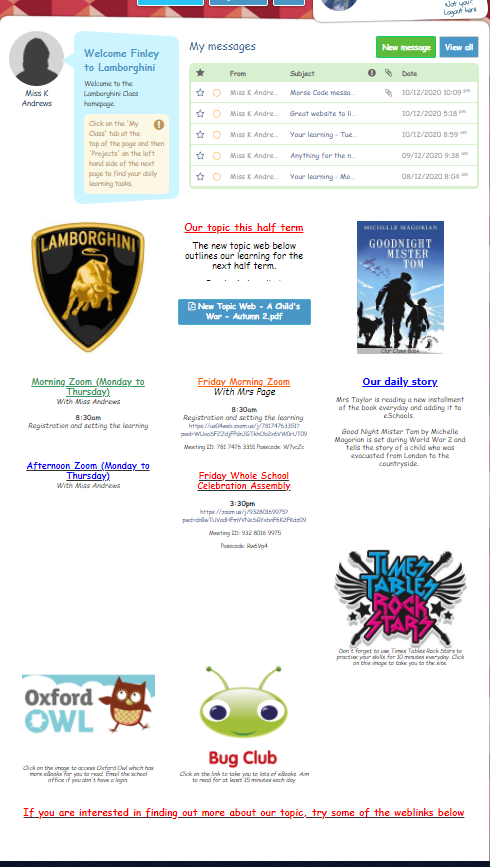 Not you?
Logout here
Miss K
Andrews
Welcome Finley
to Lamborghini
Welcome to the
Lamborghini Class
homepage.
Click on the 'My
Class' tab at the
top of the page and then
'Projects' on the left
hand side of the next
page to find your daily
learning tasks.
My messages
New message
View all
From Subject Date
Miss K Andre... Morse Code messa... 10/12/2020 10:09 pm
Miss K Andre... Great website to li... 10/12/2020 5:18 pm
Miss K Andre... Your learning - Tue... 10/12/2020 8:59 am
Miss K Andre... Anything for the n... 09/12/2020 9:38 am
Miss K Andre... Your learning - Mo... 08/12/2020 8:04 am
LAMBORGHINI
Our topic this half term
The new topic web below
outlines our learning for the
next half term.
New Topic Web - A Child's
War - Autumn 2.pdf
MICHELLE MAGORIAN
GOODNIGHT
MISTER
TOM
Our Class Book
Morning Zoom (Monday to
Thursday)
With Miss Andrews
8:30am
Registration and setting the learning
Afternoon Zoom (Monday to
Thursday)
With Miss Andrews
Friday Morning Zoom
With Mrs Page
8:30am
Registration and setting the learning
Meeting ID: 781 7476 3351 Passcode: W7vcZc
Friday Whole School
Celebration Assembly
3:30pm
Meeting ID: 932 8016 9975
Passcode: Rw6Vp4
Our daily story
Mrs Taylor is reading a new installment
of the book everyday and adding it to
eSchools.
Good Night Mister Tom by Michelle
Magorian is set during World War 2 and
tells the story of a child who was
evacuated from London to the
countryside.
TIMES
TABLES
ROCK
STARS
Don't forget to use Times Tables Rock Stars to
practise your skills for 10 minutes everyday. Click
on this image to take you to the site.
Oxford
OWL
Click on the image to access Oxford Owl which has
more eBooks for you to read. Email the school
office if you don't have a login.
Bug Club
Click on the link to take you to lots of eBooks. Aim
to read for at least 15 minutes each day.
If you are interested in finding out more about our topic, try some of the weblinks below